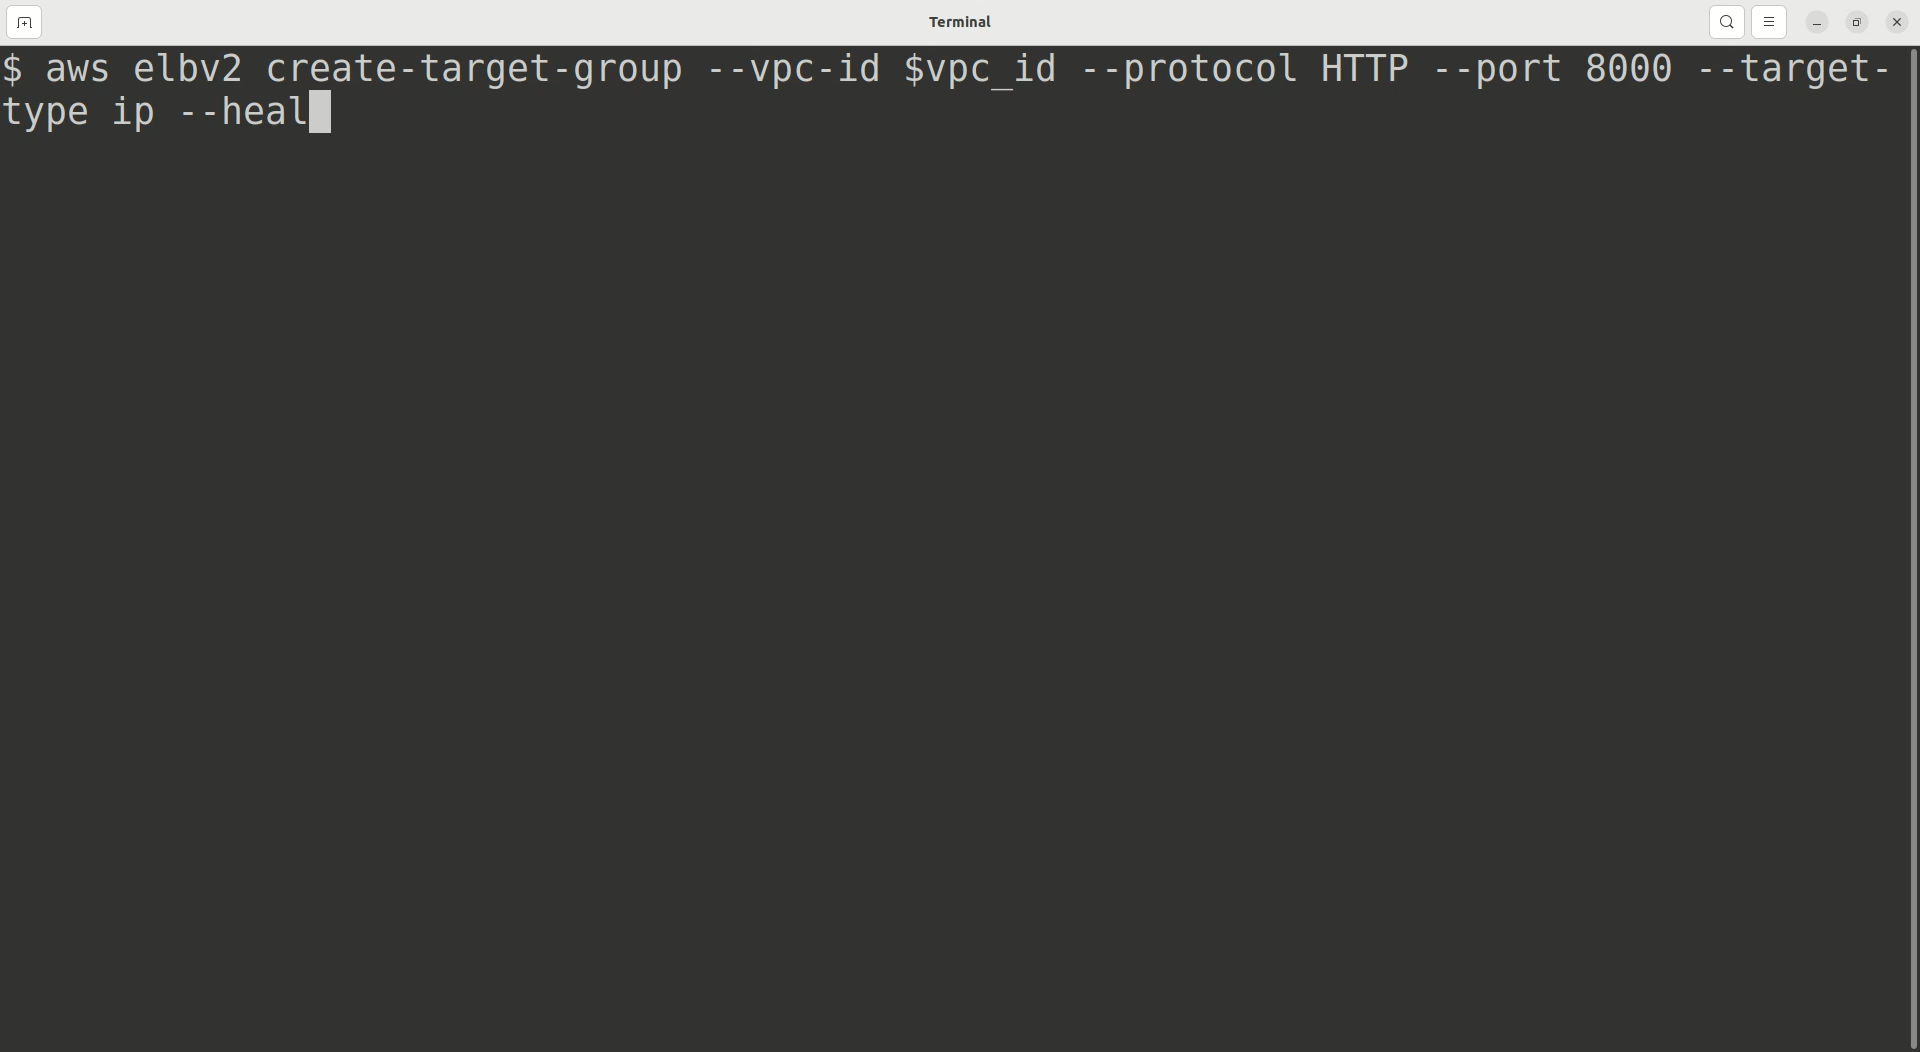 Terminal
$ aws elbv2 create-target-group --vpc-id $vpc_id --protocol HTTP --port 8000 --target-
type ip --heal